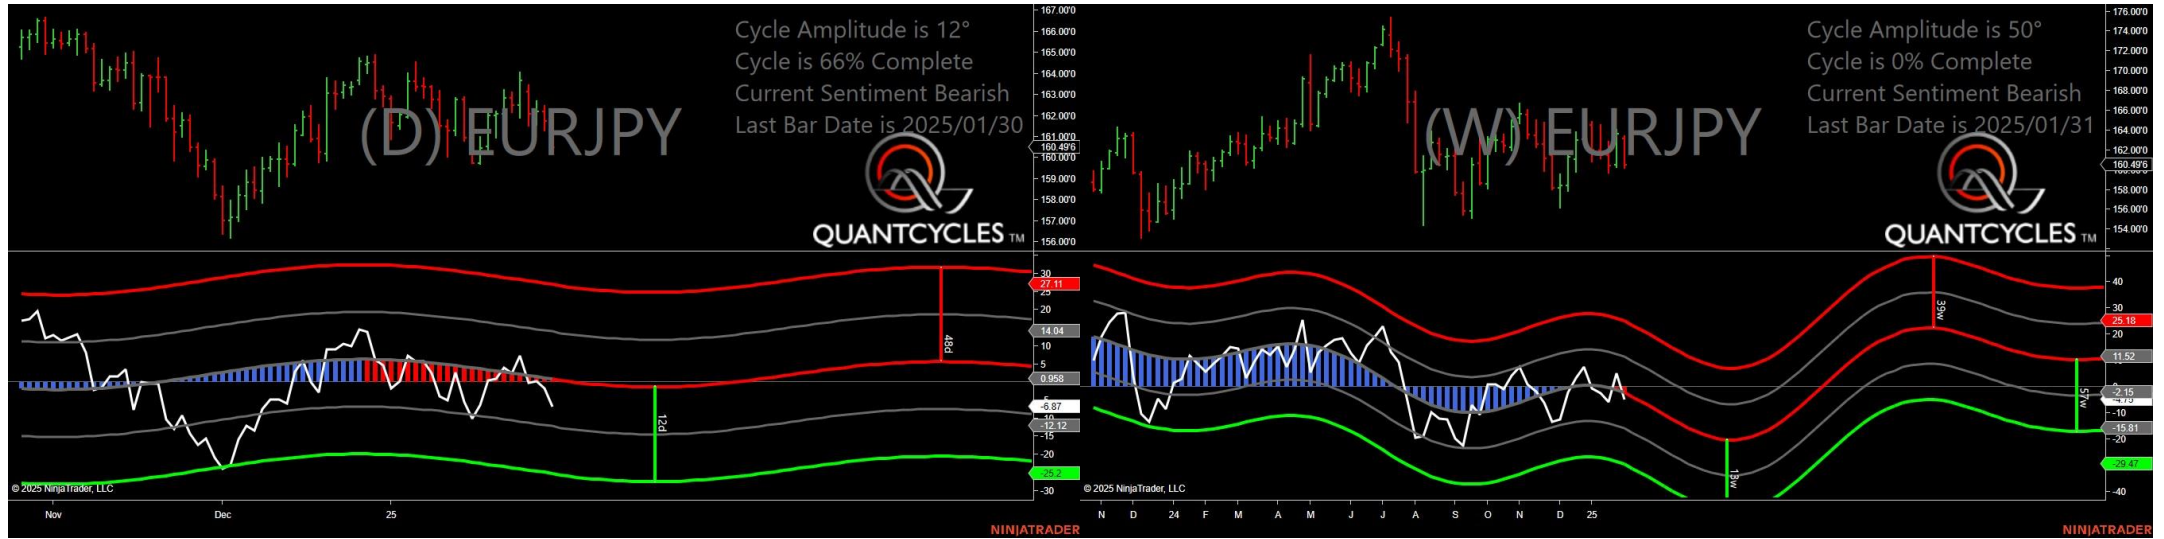 Cycle Amplitude is 12°
Cycle is 66% Complete
Current Sentiment Bearish
Last Bar Date is 2025/01/30
(D) EURJPY
QUANTCYCLES TM
167.00'0
166.00'0
165.00'0
164.00'0
163.00'0
162.00'0
161.00'0
160.49'6
160.00'0
159.00'0
158.00'0
157.00'0
156.00'0
30
27.11
25
20
14.04
10
5
0.958
-6.87
-12.12
-15
-20
-25.2
-30
48d
12d
© 2025 NinjaTrader, LLC
Nov
Dec
25
NINJATRADER
Cycle Amplitude is 50°
Cycle is 0% Complete
Current Sentiment Bearish
Last Bar Date is 2025/01/31
(W) EURJPY
QUANTCYCLES TM
176.00'0
174.00'0
172.00'0
170.00'0
168.00'0
166.00'0
164.00'0
162.00'0
160.49'6
158.00'0
156.00'0
154.00'0
40
30
25.18
20
11.52
-2.15
-10
-15.81
-20
-29.47
-40
39w
57w
© 2025 NinjaTrader, LLC
N D 24 F M A M J J A S O N D 25
NINJATRADER